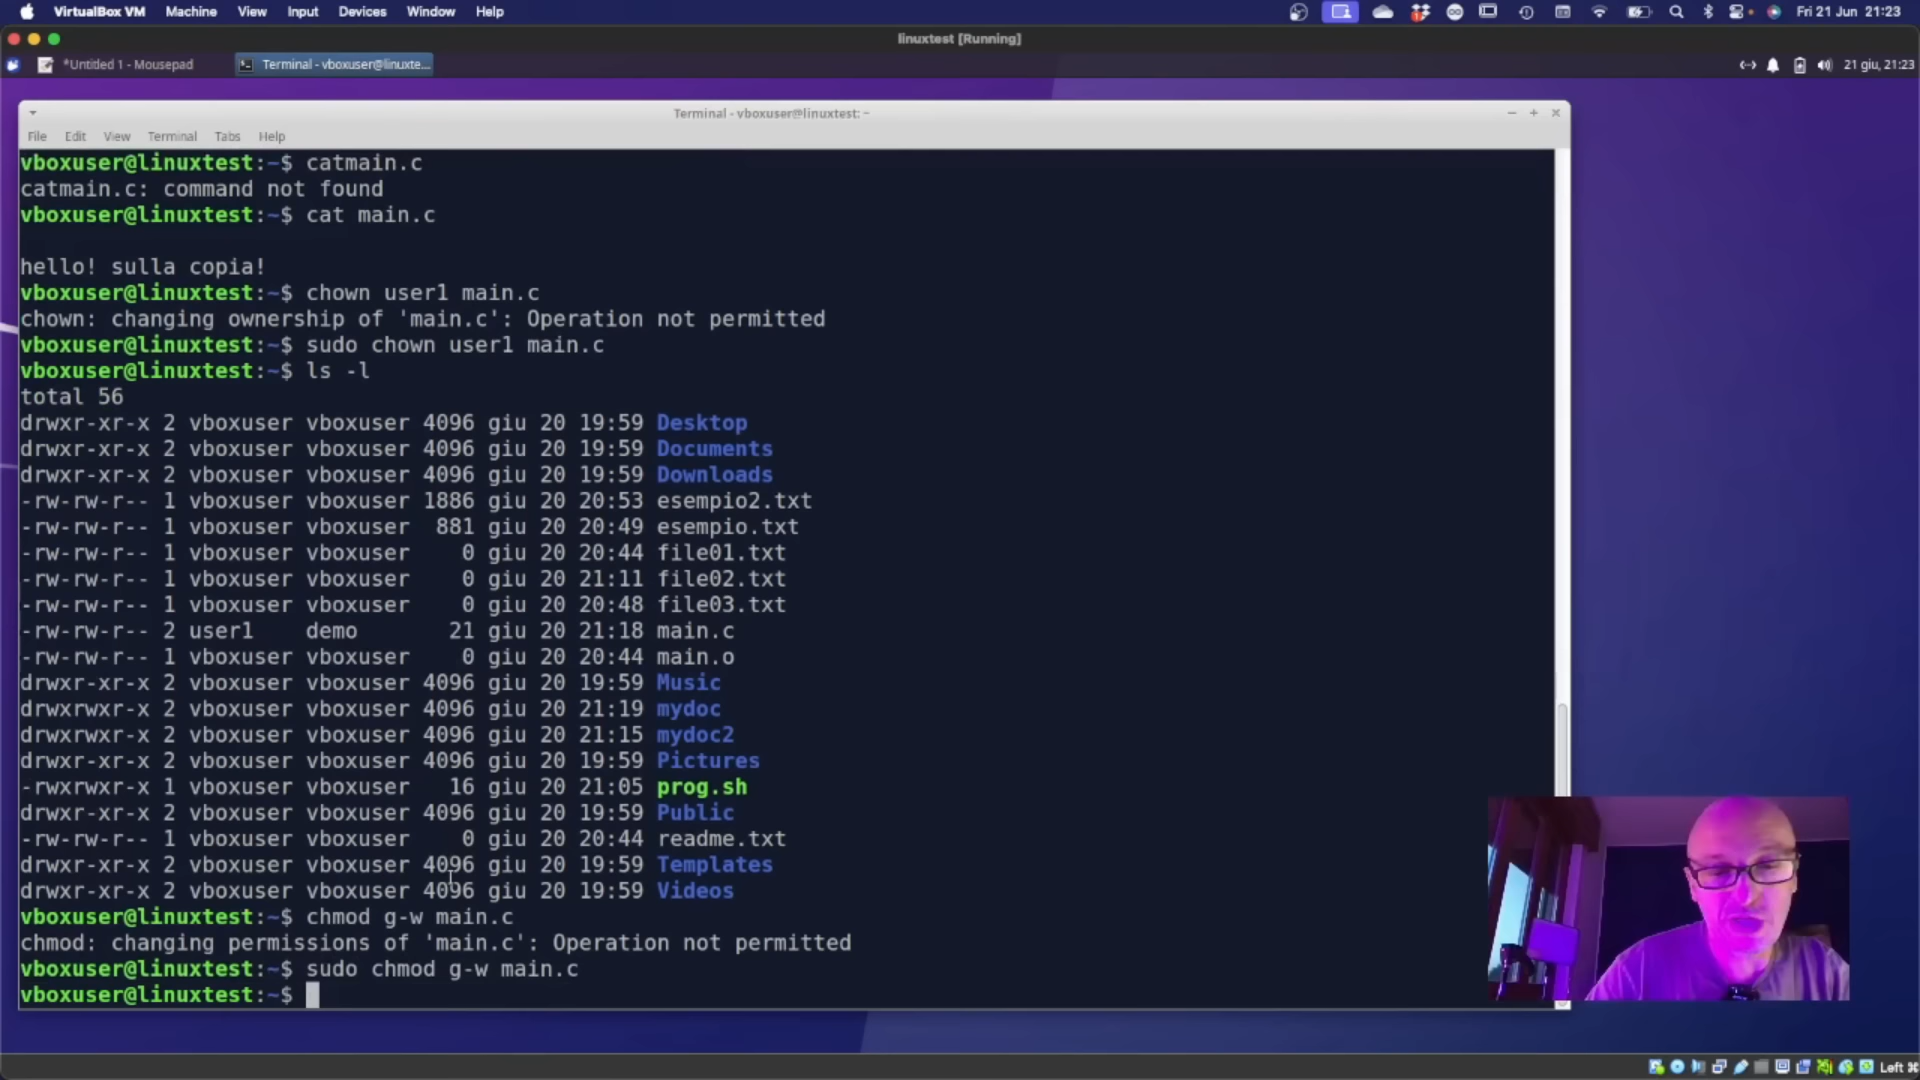 VirtualBox VM Machine View Input Devices Window Help Fri 21 Jun 21:23
linuxtest [Running]
*Untitled 1 - Mousepad Terminal - vboxuser@linuxte... 21 giu, 21:23
Terminal - vboxuser@linuxtest: ~
File Edit View Terminal Tabs Help
vboxuser@linuxtest:~$ catmain.c
catmain.c: command not found
vboxuser@linuxtest:~$ cat main.c
hello! sulla copia!
vboxuser@linuxtest:~$ chown user1 main.c
chown: changing ownership of 'main.c': Operation not permitted
vboxuser@linuxtest:~$ sudo chown user1 main.c
vboxuser@linuxtest:~$ ls -l
total 56
drwxr-xr-x 2 vboxuser vboxuser 4096 giu 20 19:59 Desktop
drwxr-xr-x 2 vboxuser vboxuser 4096 giu 20 19:59 Documents
drwxr-xr-x 2 vboxuser vboxuser 4096 giu 20 19:59 Downloads
-rw-rw-r-- 1 vboxuser vboxuser 1886 giu 20 20:53 esempio2.txt
-rw-rw-r-- 1 vboxuser vboxuser 881 giu 20 20:49 esempio.txt
-rw-rw-r-- 1 vboxuser vboxuser 0 giu 20 20:44 file01.txt
-rw-rw-r-- 1 vboxuser vboxuser 0 giu 20 21:11 file02.txt
-rw-rw-r-- 1 vboxuser vboxuser 0 giu 20 20:48 file03.txt
-rw-rw-r-- 2 user1 demo 21 giu 20 21:18 main.c
-rw-rw-r-- 1 vboxuser vboxuser 0 giu 20 20:44 main.o
drwxr-xr-x 2 vboxuser vboxuser 4096 giu 20 19:59 Music
drwxrwxr-x 2 vboxuser vboxuser 4096 giu 20 21:19 mydoc
drwxrwxr-x 2 vboxuser vboxuser 4096 giu 20 21:15 mydoc2
drwxr-xr-x 2 vboxuser vboxuser 4096 giu 20 19:59 Pictures
-rwxrwxr-x 1 vboxuser vboxuser 16 giu 20 21:05 prog.sh
drwxr-xr-x 2 vboxuser vboxuser 4096 giu 20 19:59 Public
-rw-rw-r-- 1 vboxuser vboxuser 0 giu 20 20:44 readme.txt
drwxr-xr-x 2 vboxuser vboxuser 4096 giu 20 19:59 Templates
drwxr-xr-x 2 vboxuser vboxuser 4096 giu 20 19:59 Videos
vboxuser@linuxtest:~$ chmod g-w main.c
chmod: changing permissions of 'main.c': Operation not permitted
vboxuser@linuxtest:~$ sudo chmod g-w main.c
vboxuser@linuxtest:~$
Left ⌘